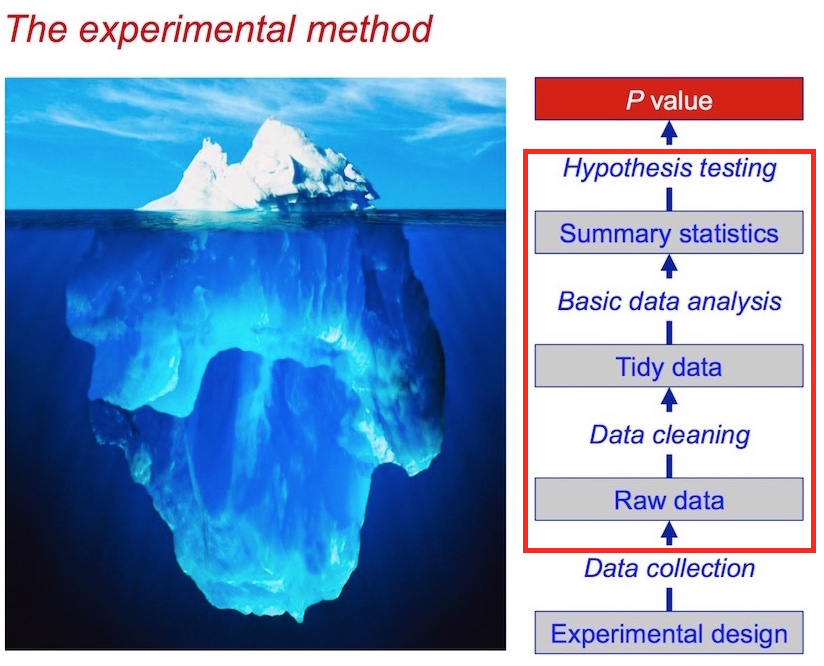 The experimental method
P value
Hypothesis testing
Summary statistics
Basic data analysis
Tidy data
Data cleaning
Raw data
Data collection
Experimental design